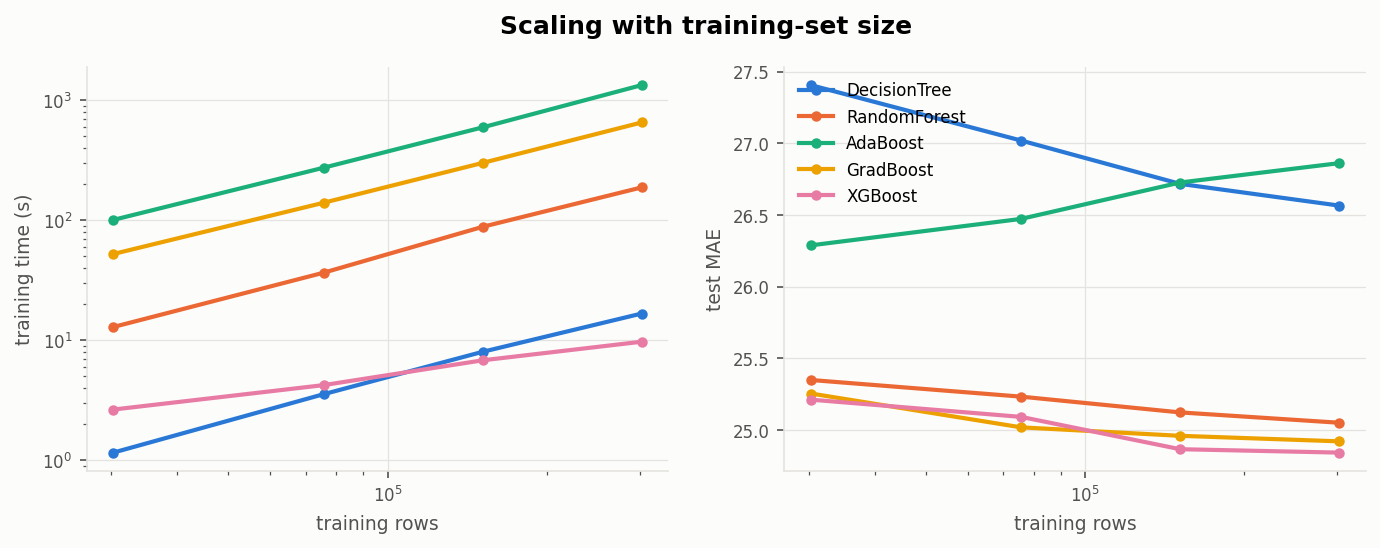 Scaling with training-set size
training time (s)
10³
10²
10¹
10⁰
10⁵
training rows
test MAE
27.5
27.0
26.5
26.0
25.5
25.0
DecisionTree
RandomForest
AdaBoost
GradBoost
XGBoost
10⁵
training rows